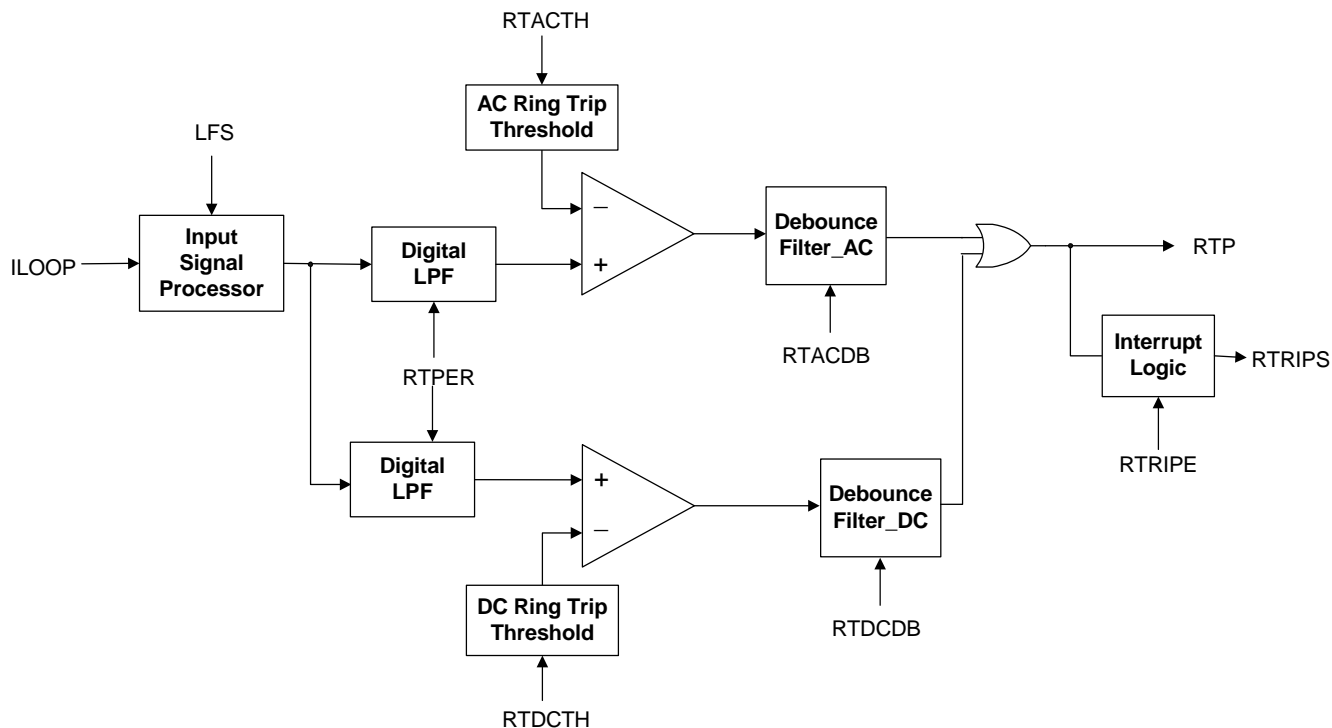 RTACTH
AC Ring Trip
Threshold
LFS
Input
Signal
Processor
ILOOP
Digital
LPF
−
+
Debounce
Filter_AC
RTACDB
RTP
Interrupt
Logic
RTRIPS
RTRIPE
RTPER
Digital
LPF
+
−
Debounce
Filter_DC
RTDCDB
DC Ring Trip
Threshold
RTDCTH